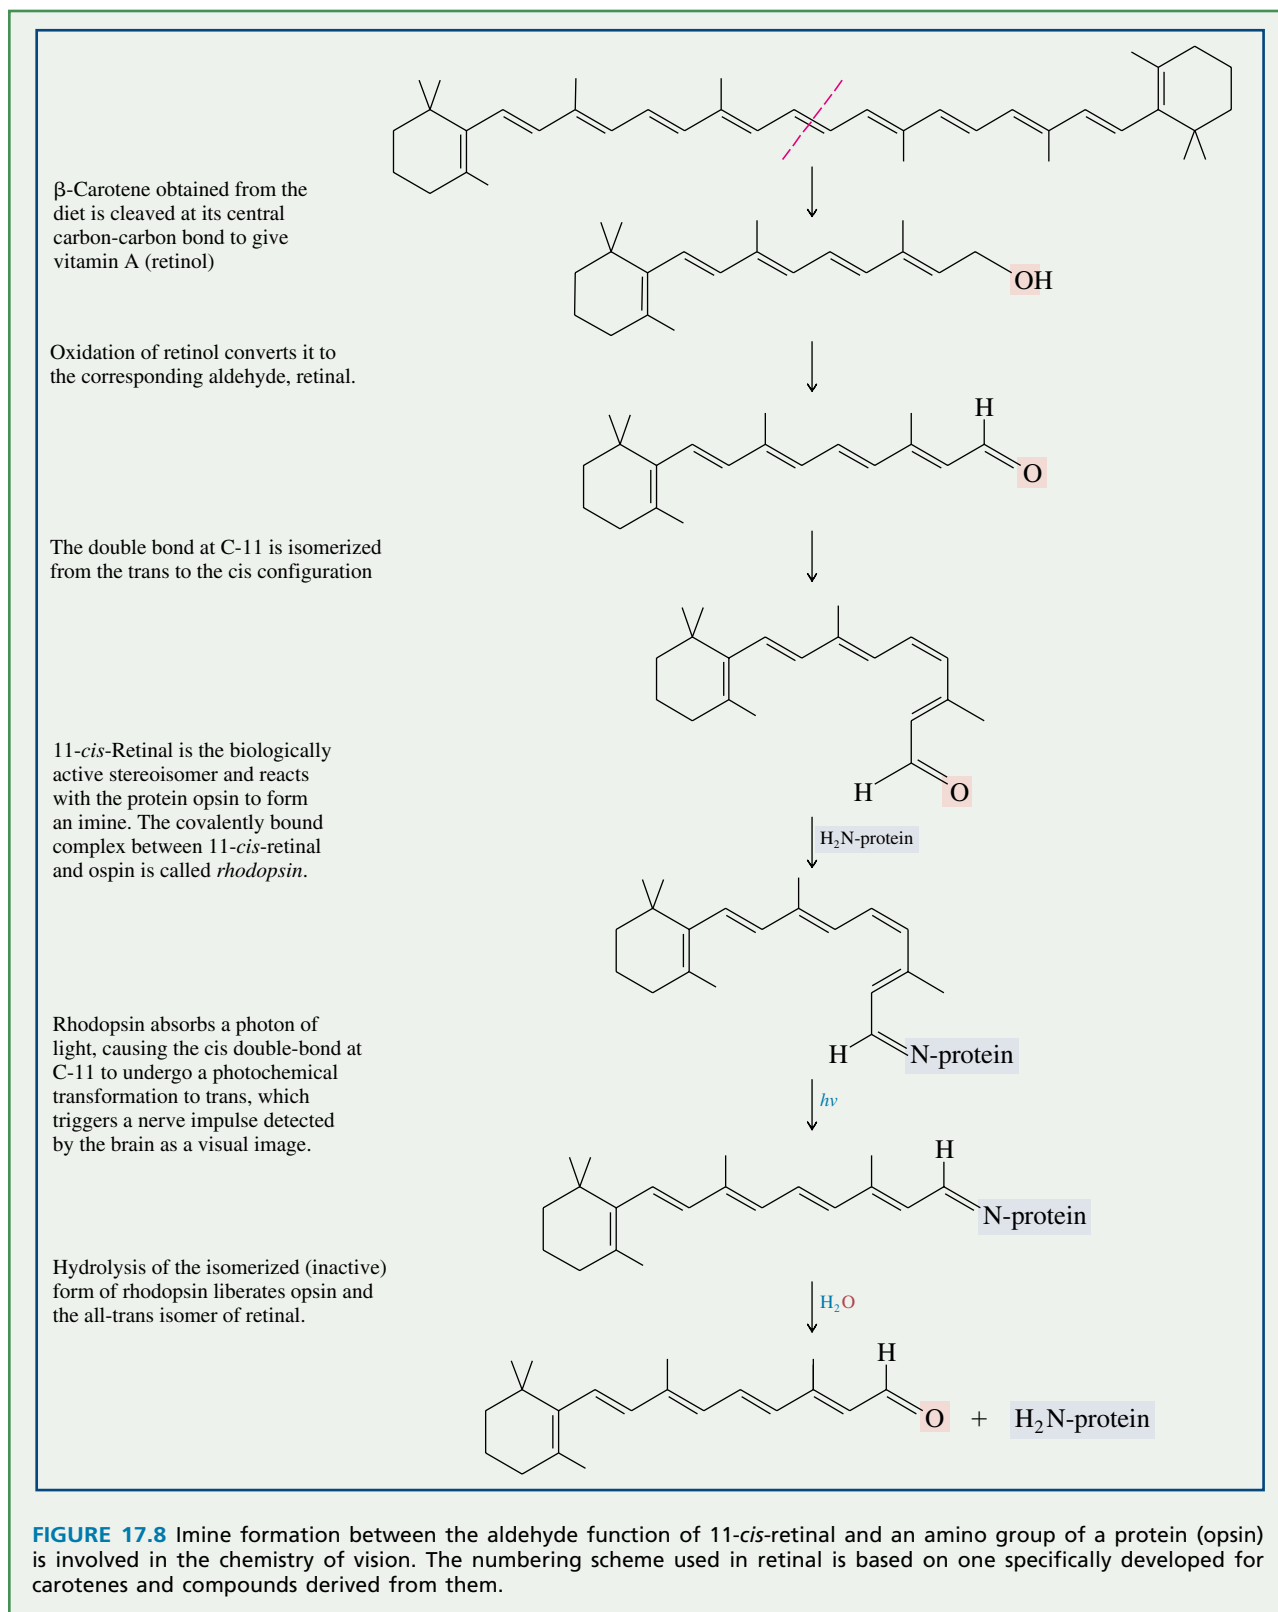 β-Carotene obtained from the
diet is cleaved at its central
carbon-carbon bond to give
vitamin A (retinol)
OH
Oxidation of retinol converts it to
the corresponding aldehyde, retinal.
H
O
The double bond at C-11 is isomerized
from the trans to the cis configuration
H
O
11-cis-Retinal is the biologically
active stereoisomer and reacts
with the protein opsin to form
an imine. The covalently bound
complex between 11-cis-retinal
and ospin is called rhodopsin.
H₂N-protein
H
N-protein
Rhodopsin absorbs a photon of
light, causing the cis double-bond at
C-11 to undergo a photochemical
transformation to trans, which
triggers a nerve impulse detected
by the brain as a visual image.
hν
H
N-protein
Hydrolysis of the isomerized (inactive)
form of rhodopsin liberates opsin and
the all-trans isomer of retinal.
H₂O
H
O + H₂N-protein
FIGURE 17.8 Imine formation between the aldehyde function of 11-cis-retinal and an amino group of a protein (opsin)
is involved in the chemistry of vision. The numbering scheme used in retinal is based on one specifically developed for
carotenes and compounds derived from them.